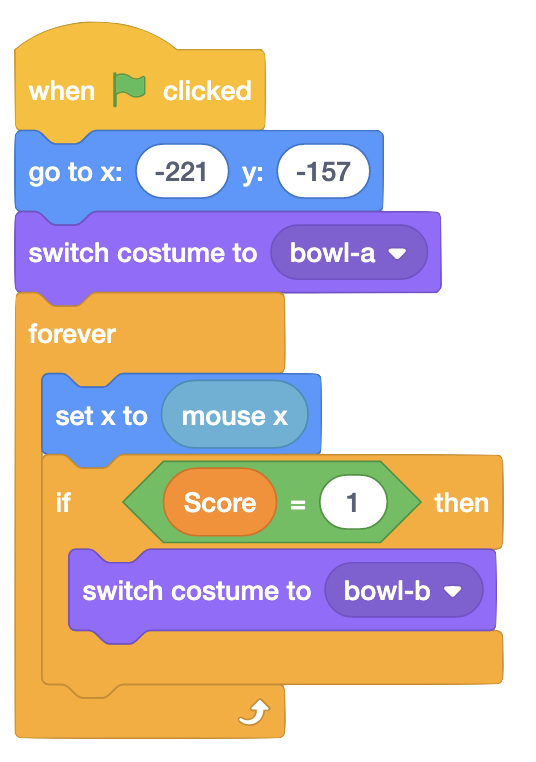 when clicked
go to x: -221 y: -157
switch costume to bowl-a
forever
set x to mouse x
if Score = 1 then
switch costume to bowl-b